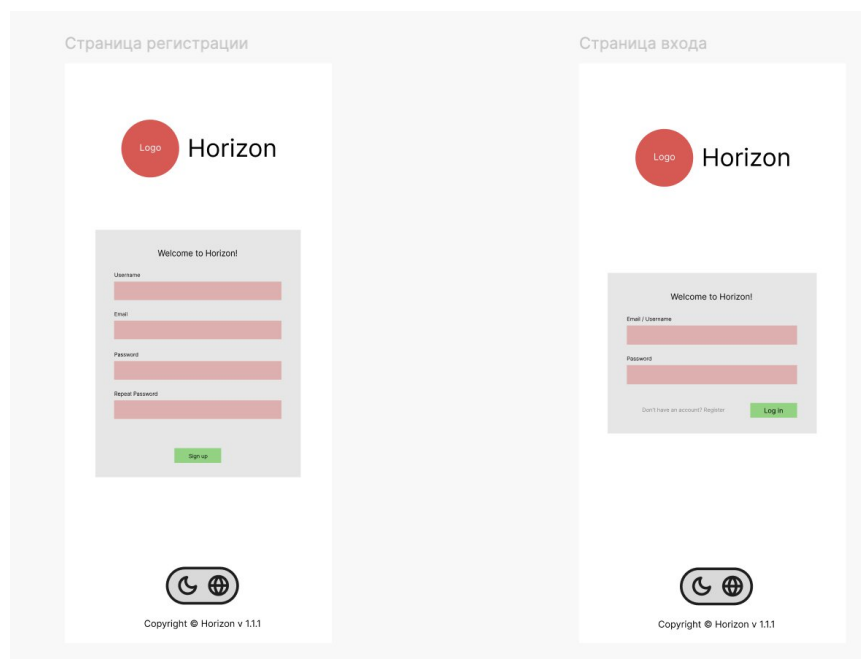 Страница регистрации
Logo
Horizon
Welcome to Horizon!
Username
Email
Password
Repeat Password
Sign up
Copyright © Horizon v 1.1.1
Страница входа
Logo
Horizon
Welcome to Horizon!
Email / Username
Password
Don't have an account? Register
Log in
Copyright © Horizon v 1.1.1